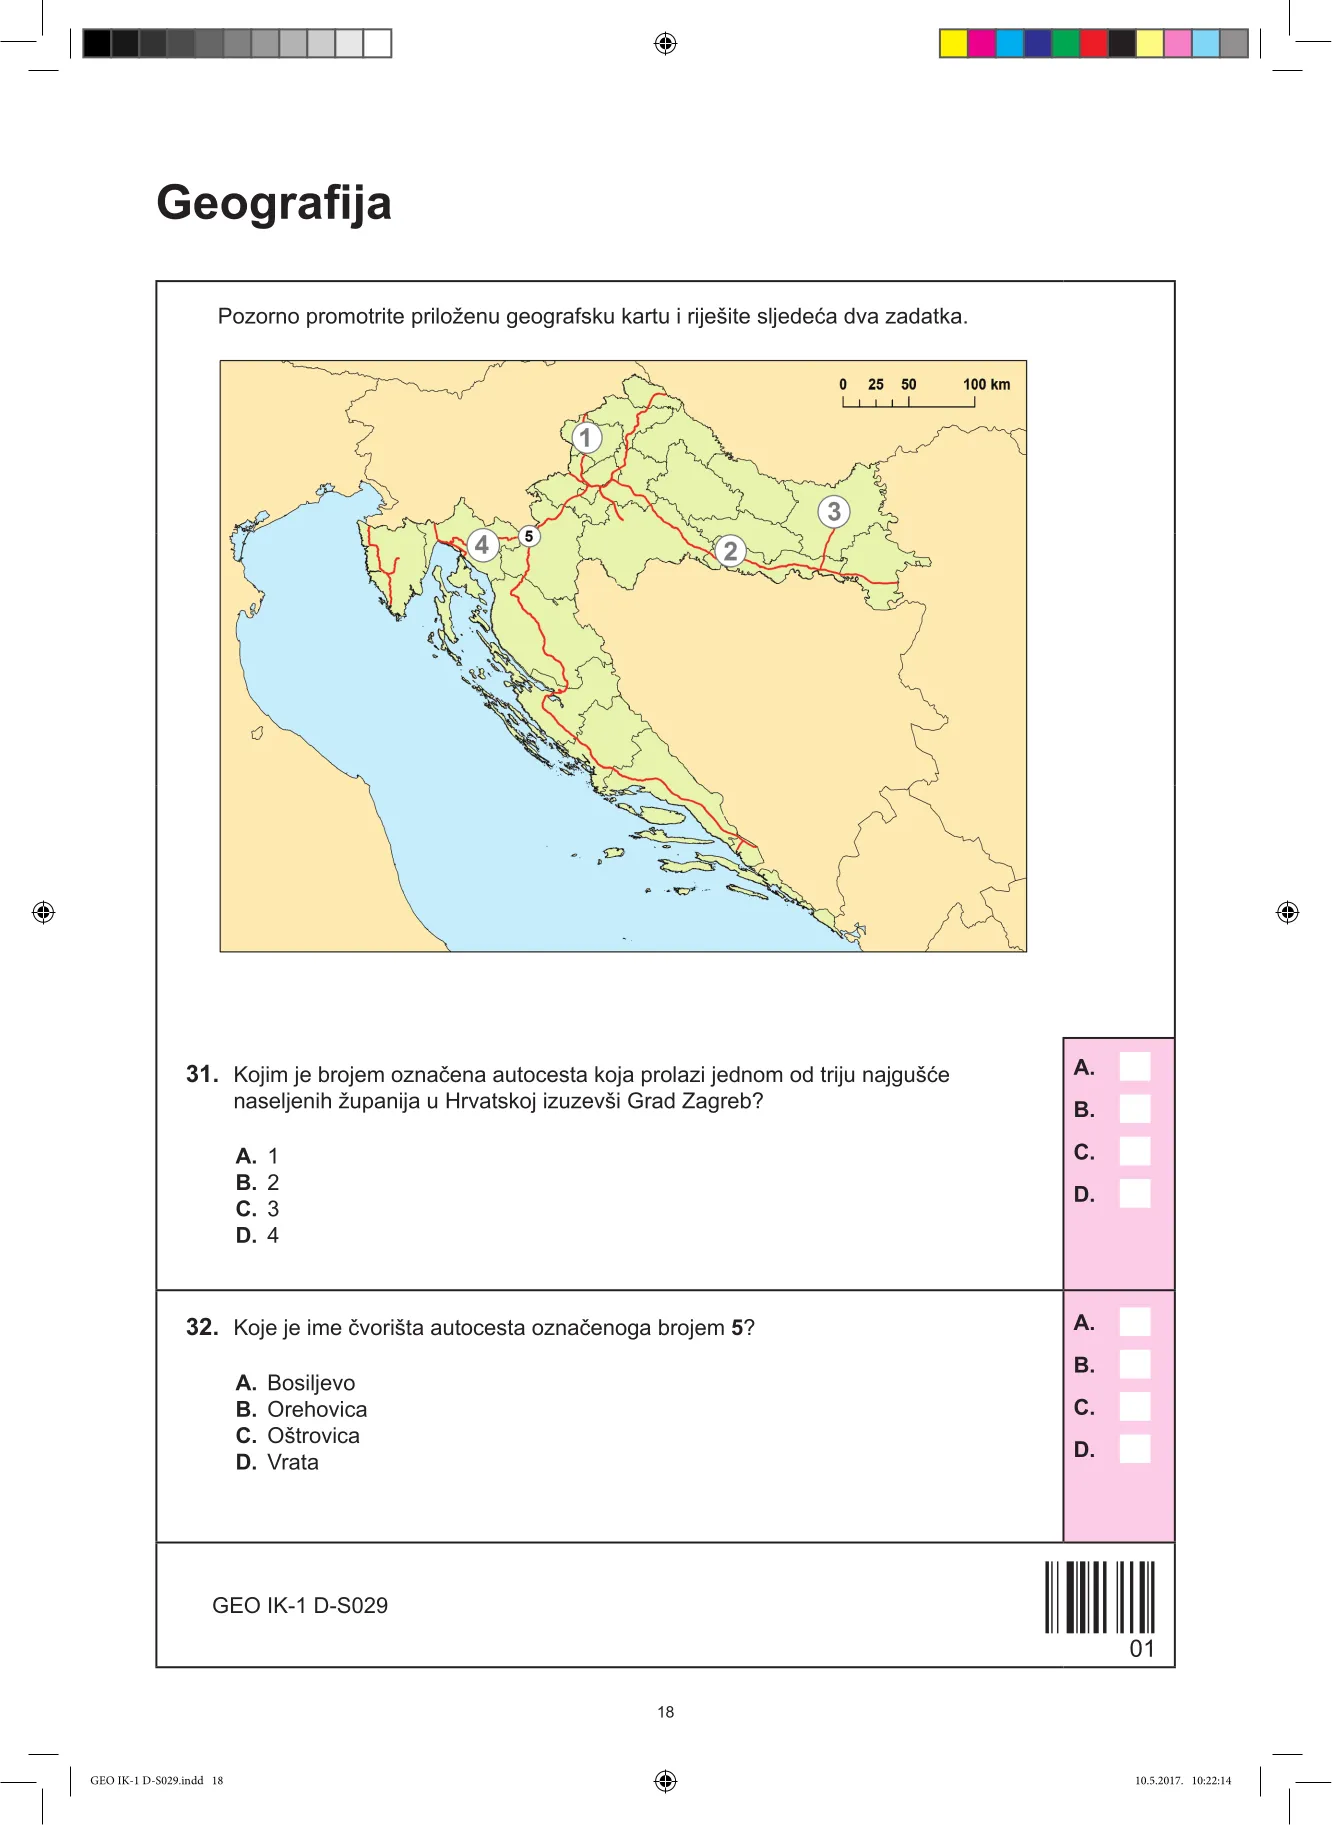 Geografija
Pozorno promotrite priloženu geografsku kartu i riješite sljedeća dva zadatka.
0 25 50 100 km
1
2
3
4
5
31. Kojim je brojem označena autocesta koja prolazi jednom od triju najgušće
naseljenih županija u Hrvatskoj izuzevši Grad Zagreb?
A. 1
B. 2
C. 3
D. 4
A.
B.
C.
D.
32. Koje je ime čvorišta autocesta označenoga brojem 5?
A. Bosiljevo
B. Orehovica
C. Oštrovica
D. Vrata
A.
B.
C.
D.
GEO IK-1 D-S029
01
18
GEO IK-1 D-S029.indd 18
10.5.2017. 10:22:14